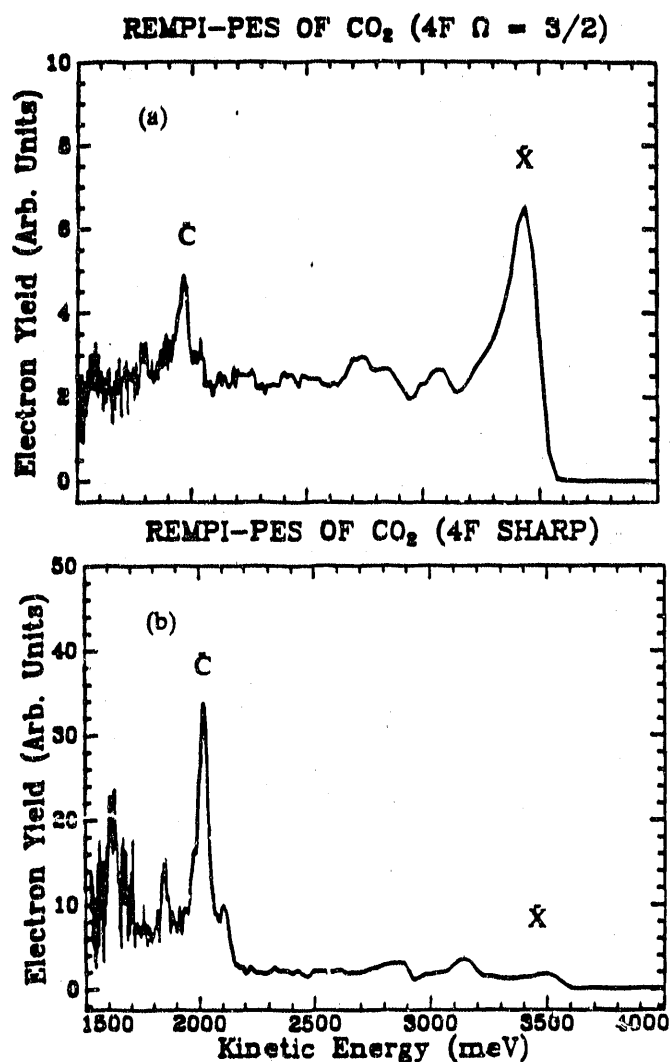 REMPI-PES OF CO₂ (4F Ω = 3/2)
Electron Yield (Arb. Units)
10
8
6
4
2
0
(a)
C̃
X̃
REMPI-PES OF CO₂ (4F SHARP)
Electron Yield (Arb. Units)
50
40
30
20
10
0
(b)
C̃
X̃
1500 2000 2500 3000 3500 4000
Kinetic Energy (meV)